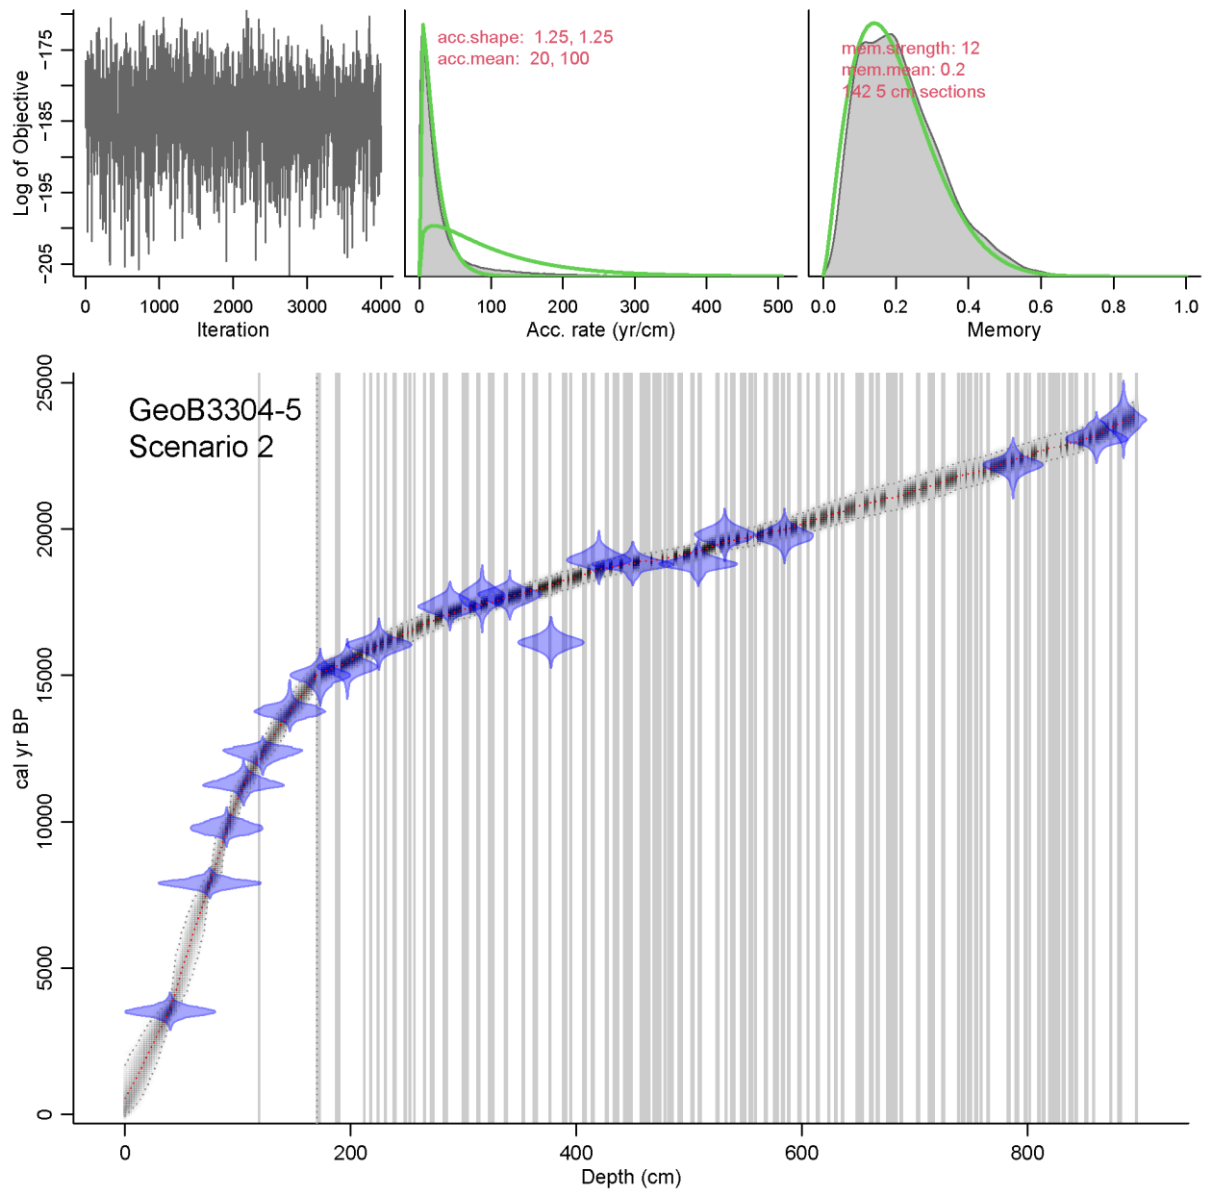 Log of Objective
−175
−185
−195
−205
0 1000 2000 3000 4000
Iteration
acc.shape: 1.25, 1.25
acc.mean: 20, 100
0 100 200 300 400 500
Acc. rate (yr/cm)
mem.strength: 12
mem.mean: 0.2
142 5 cm sections
0.0 0.2 0.4 0.6 0.8 1.0
Memory
GeoB3304-5
Scenario 2
cal yr BP
25000
20000
15000
10000
5000
0
0 200 400 600 800
Depth (cm)